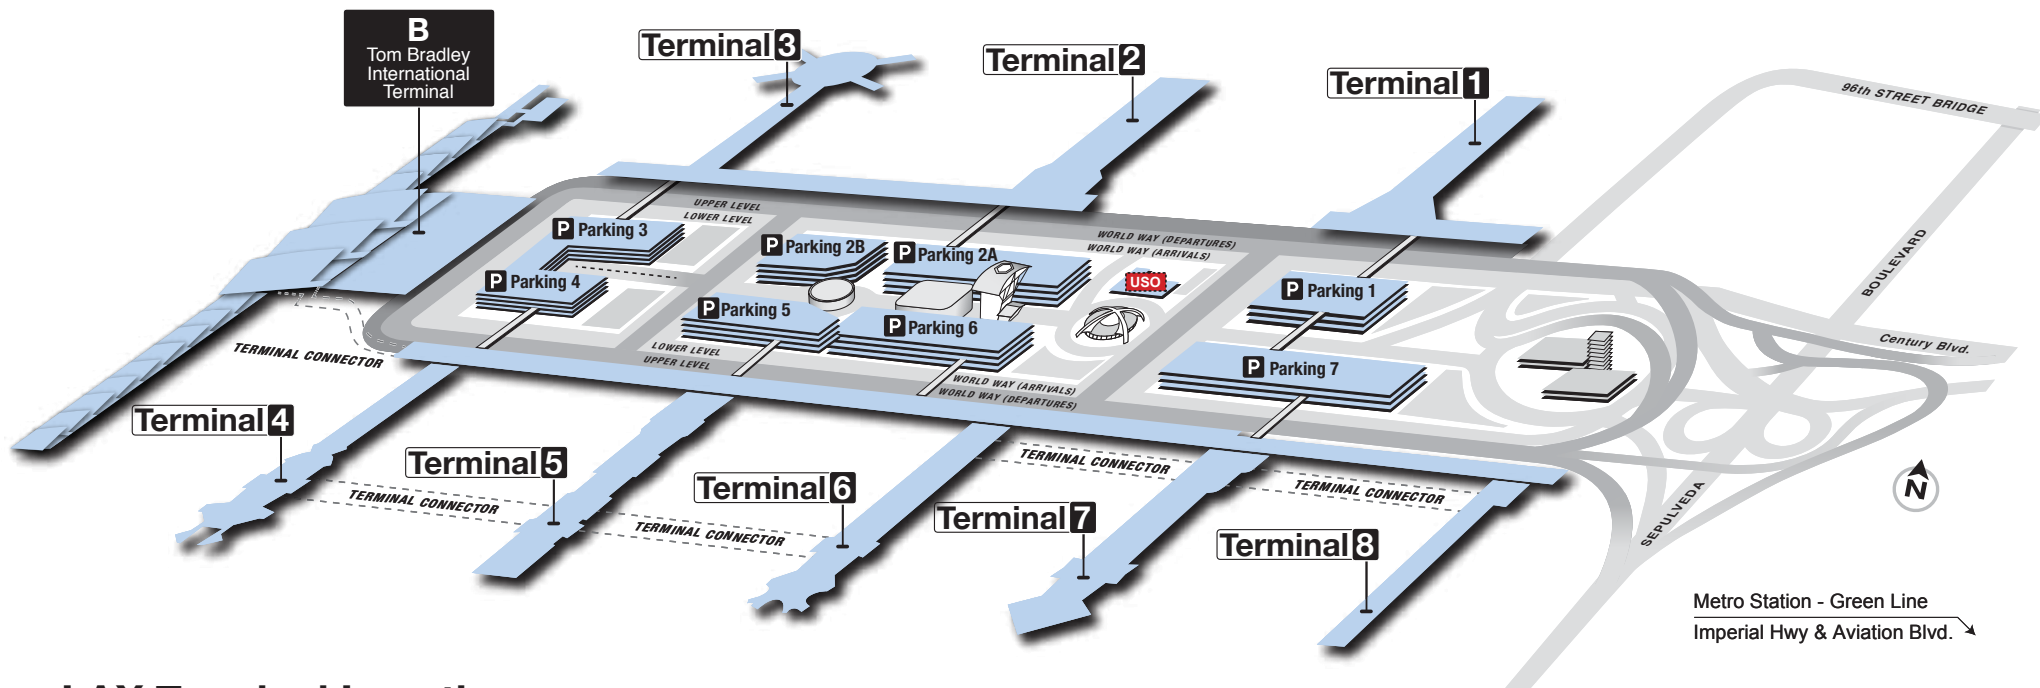 B
Tom Bradley
International
Terminal
Terminal 3
Terminal 2
Terminal 1
96th STREET BRIDGE
UPPER LEVEL
LOWER LEVEL
WORLD WAY (DEPARTURES)
WORLD WAY (ARRIVALS)
P Parking 3
P Parking 2B
P Parking 2A
P Parking 4
USO
P Parking 1
BOULEVARD
P Parking 5
P Parking 6
Century Blvd.
TERMINAL CONNECTOR
LOWER LEVEL
UPPER LEVEL
P Parking 7
WORLD WAY (ARRIVALS)
WORLD WAY (DEPARTURES)
Terminal 4
Terminal 5
Terminal 6
Terminal 7
Terminal 8
TERMINAL CONNECTOR
TERMINAL CONNECTOR
TERMINAL CONNECTOR
TERMINAL CONNECTOR
SEPULVEDA
N
Metro Station - Green Line
Imperial Hwy & Aviation Blvd.
LAX Terminal